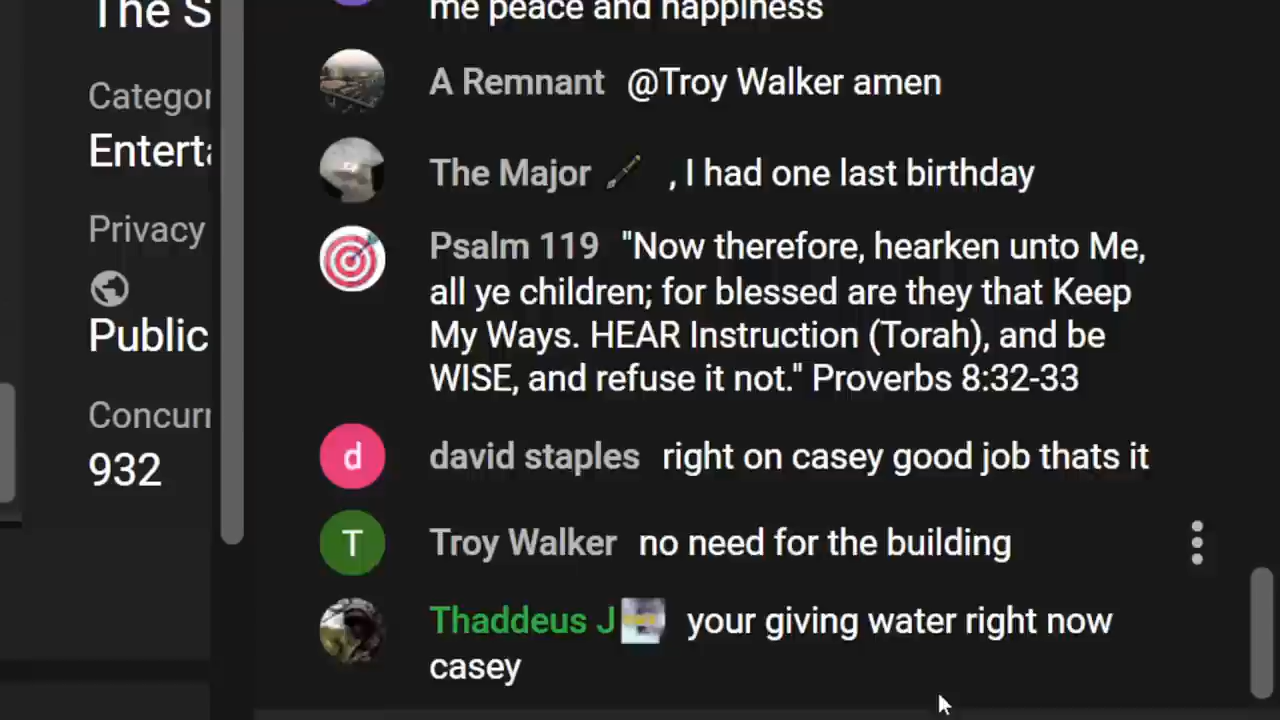 The S
me peace and happiness
Categor
A Remnant @Troy Walker amen
Enterta
The Major , I had one last birthday
Privacy
Public
Psalm 119 "Now therefore, hearken unto Me,
all ye children; for blessed are they that Keep
My Ways. HEAR Instruction (Torah), and be
WISE, and refuse it not." Proverbs 8:32-33
Concurr
932
d david staples right on casey good job thats it
T Troy Walker no need for the building
Thaddeus J your giving water right now
casey